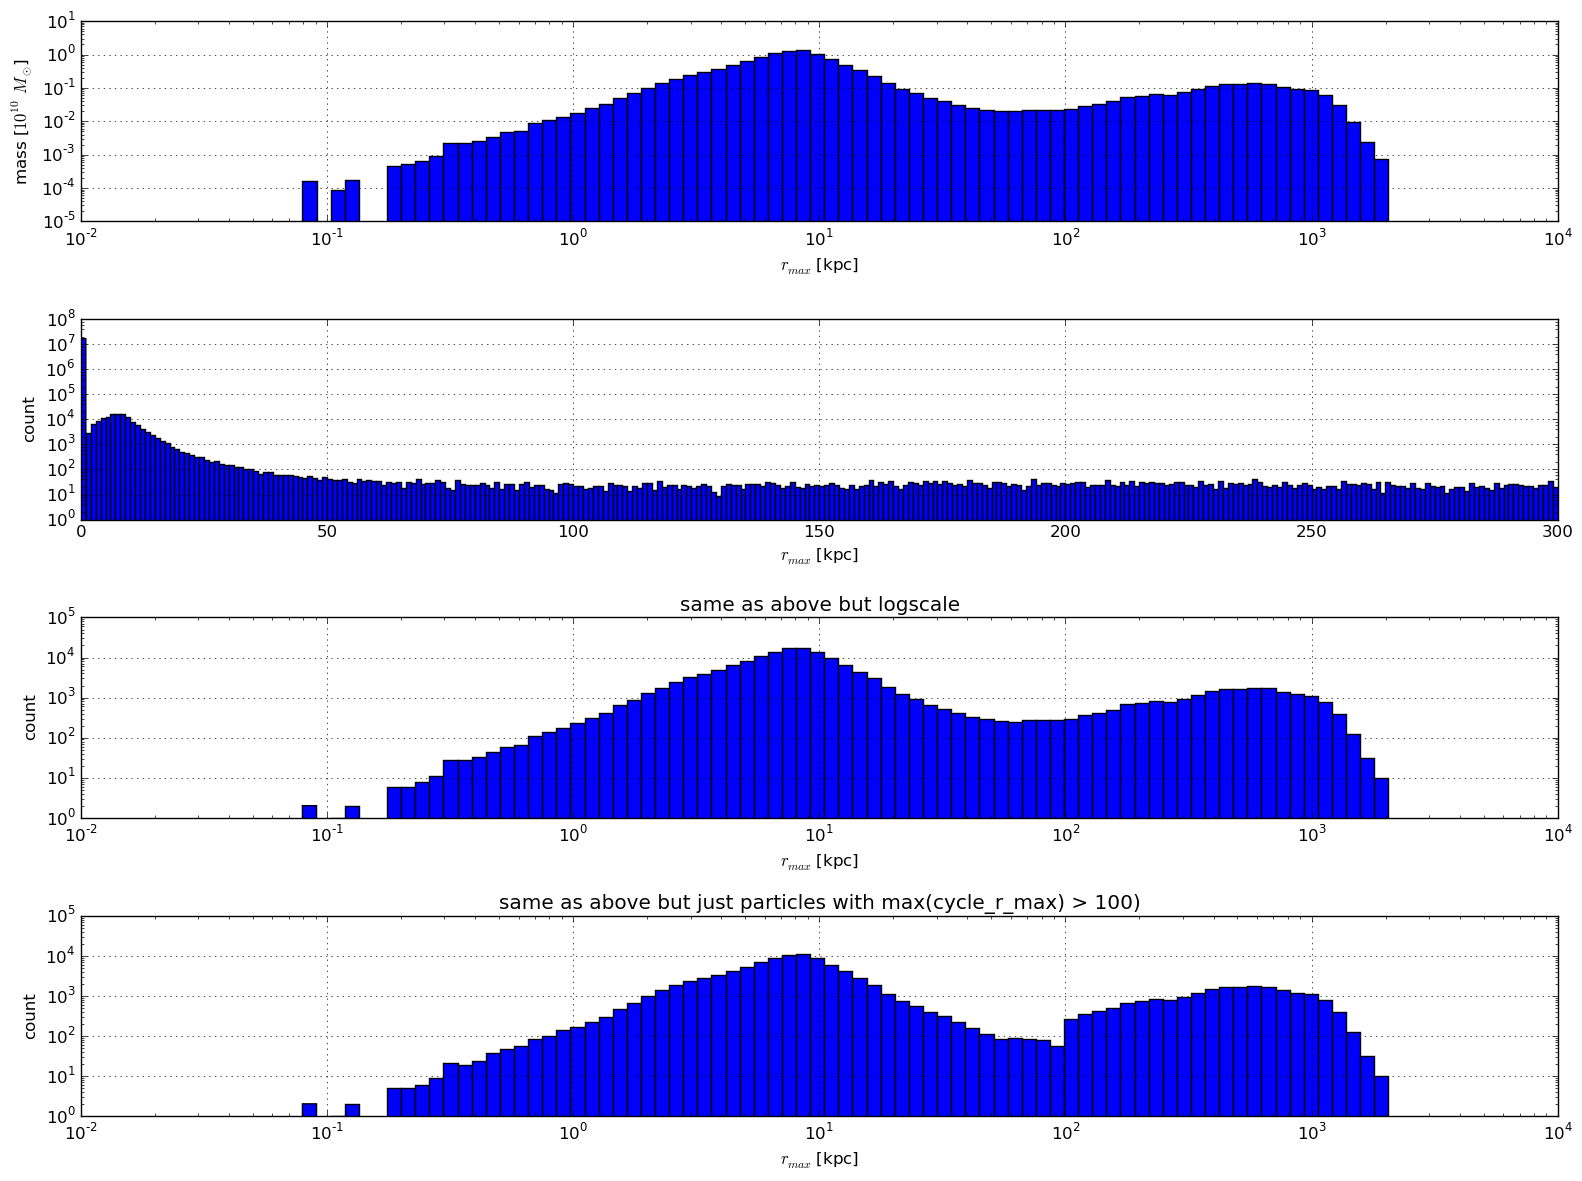 10^1
10^0
10^-1
10^-2
10^-3
10^-4
10^-5
mass [10^10 M_⊙]
10^-2 10^-1 10^0 10^1 10^2 10^3 10^4
r_max [kpc]
10^8
10^7
10^6
10^5
10^4
10^3
10^2
10^1
10^0
count
0 50 100 150 200 250 300
r_max [kpc]
same as above but logscale
10^5
10^4
10^3
10^2
10^1
10^0
count
10^-2 10^-1 10^0 10^1 10^2 10^3 10^4
r_max [kpc]
same as above but just particles with max(cycle_r_max) > 100)
10^5
10^4
10^3
10^2
10^1
10^0
count
10^-2 10^-1 10^0 10^1 10^2 10^3 10^4
r_max [kpc]